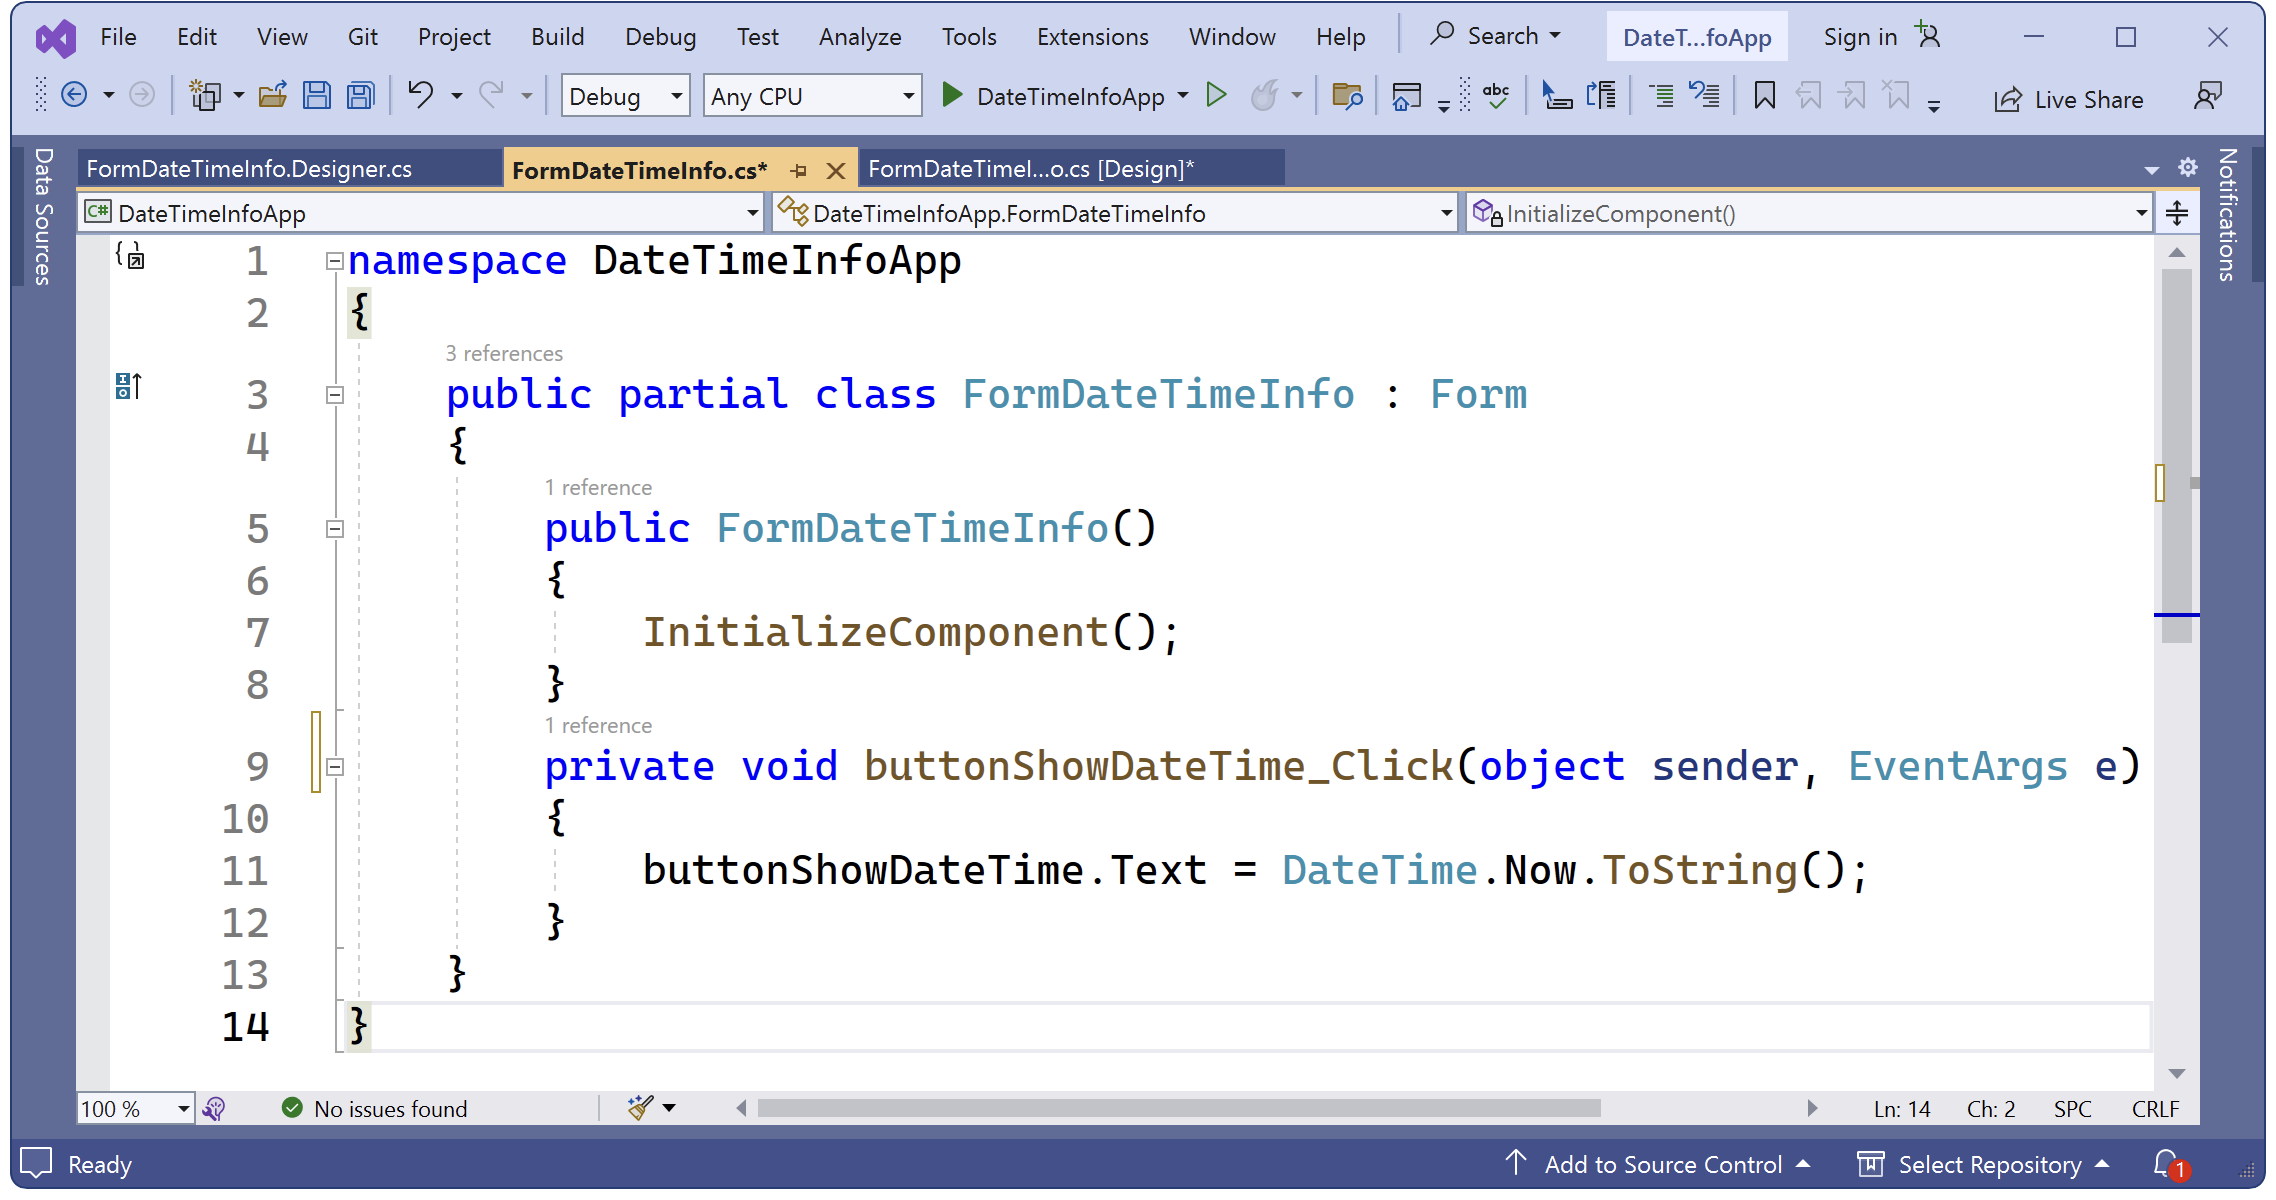 File Edit View Git Project Build Debug Test Analyze Tools Extensions Window Help Search DateT...foApp Sign in
Debug Any CPU DateTimeInfoApp abc Live Share
Data Sources
FormDateTimeInfo.Designer.cs FormDateTimeInfo.cs* FormDateTimeI...o.cs [Design]*
Notifications
C# DateTimeInfoApp DateTimeInfoApp.FormDateTimeInfo InitializeComponent()
1 namespace DateTimeInfoApp
2 {
3 references
3 public partial class FormDateTimeInfo : Form
4 {
1 reference
5 public FormDateTimeInfo()
6 {
7 InitializeComponent();
8 }
1 reference
9 private void buttonShowDateTime_Click(object sender, EventArgs e)
10 {
11 buttonShowDateTime.Text = DateTime.Now.ToString();
12 }
13 }
14 }
100 % No issues found Ln: 14 Ch: 2 SPC CRLF
Ready Add to Source Control Select Repository 1